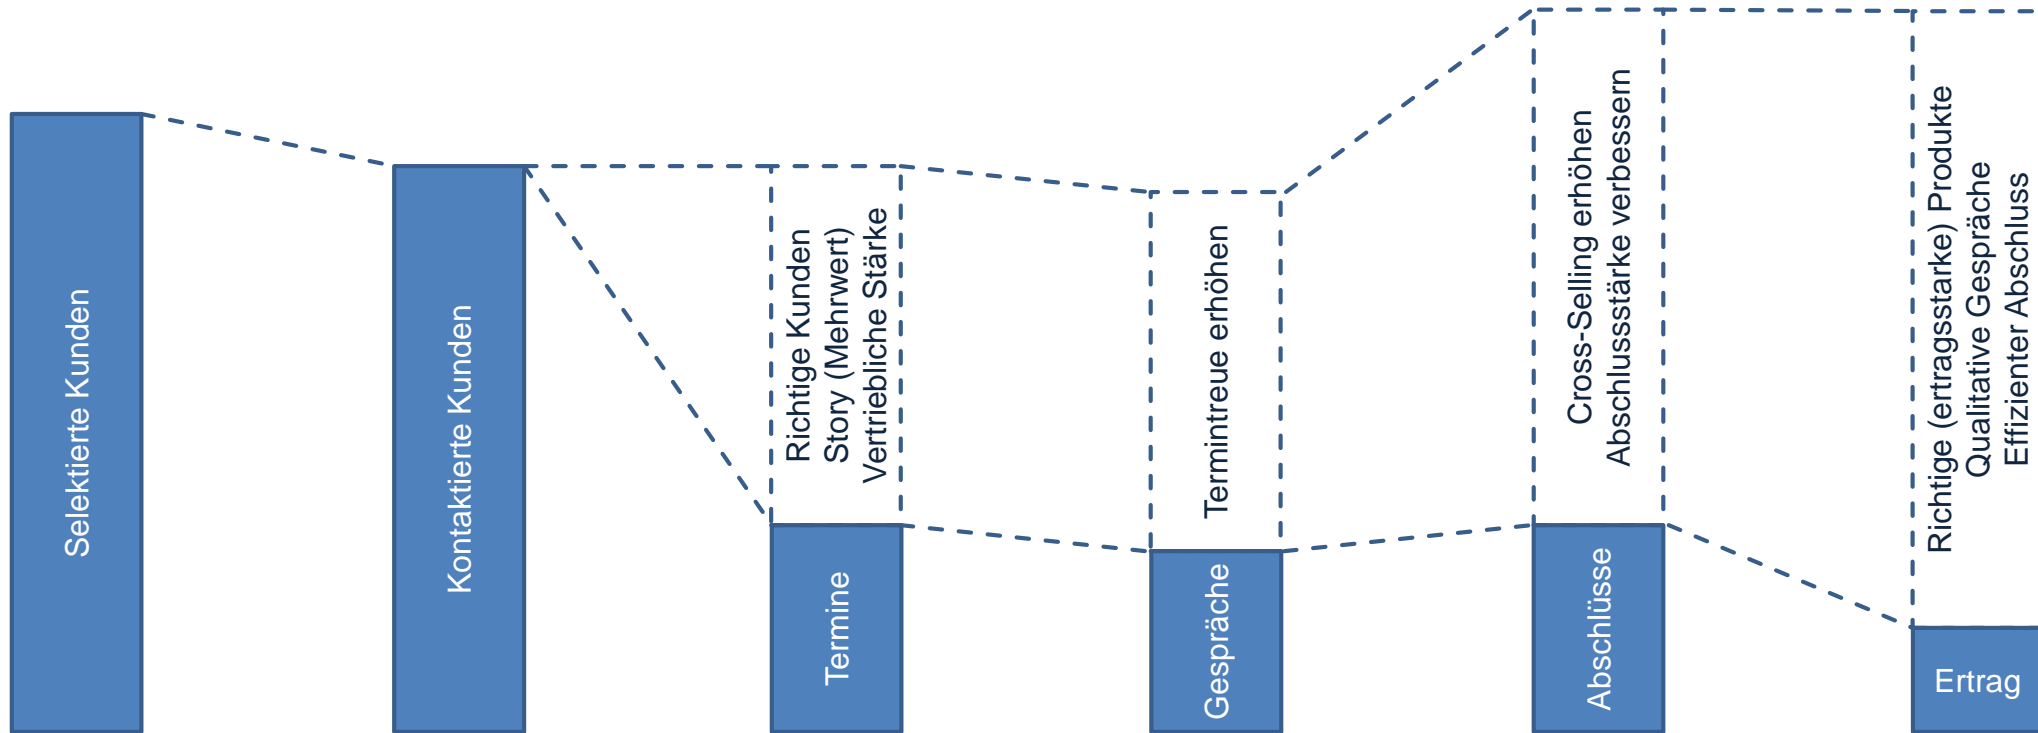 Selektierte Kunden
Kontaktierte Kunden
Richtige Kunden
Story (Mehrwert)
Vertriebliche Stärke
Termine
Termintreue erhöhen
Gespräche
Cross-Selling erhöhen
Abschlussstärke verbessern
Abschlüsse
Richtige (ertragsstarke) Produkte
Qualitative Gespräche
Effizienter Abschluss
Ertrag